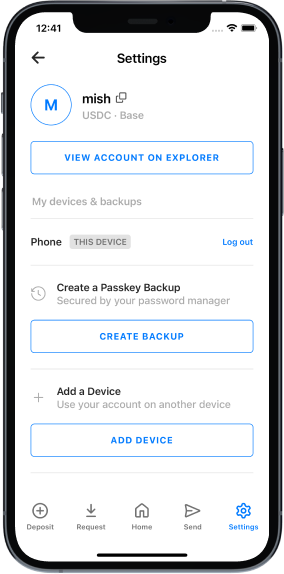 12:41
Settings
M
mish
USDC · Base
VIEW ACCOUNT ON EXPLORER
My devices & backups
Phone THIS DEVICE Log out
Create a Passkey Backup
Secured by your password manager
CREATE BACKUP
Add a Device
Use your account on another device
ADD DEVICE
Deposit Request Home Send Settings